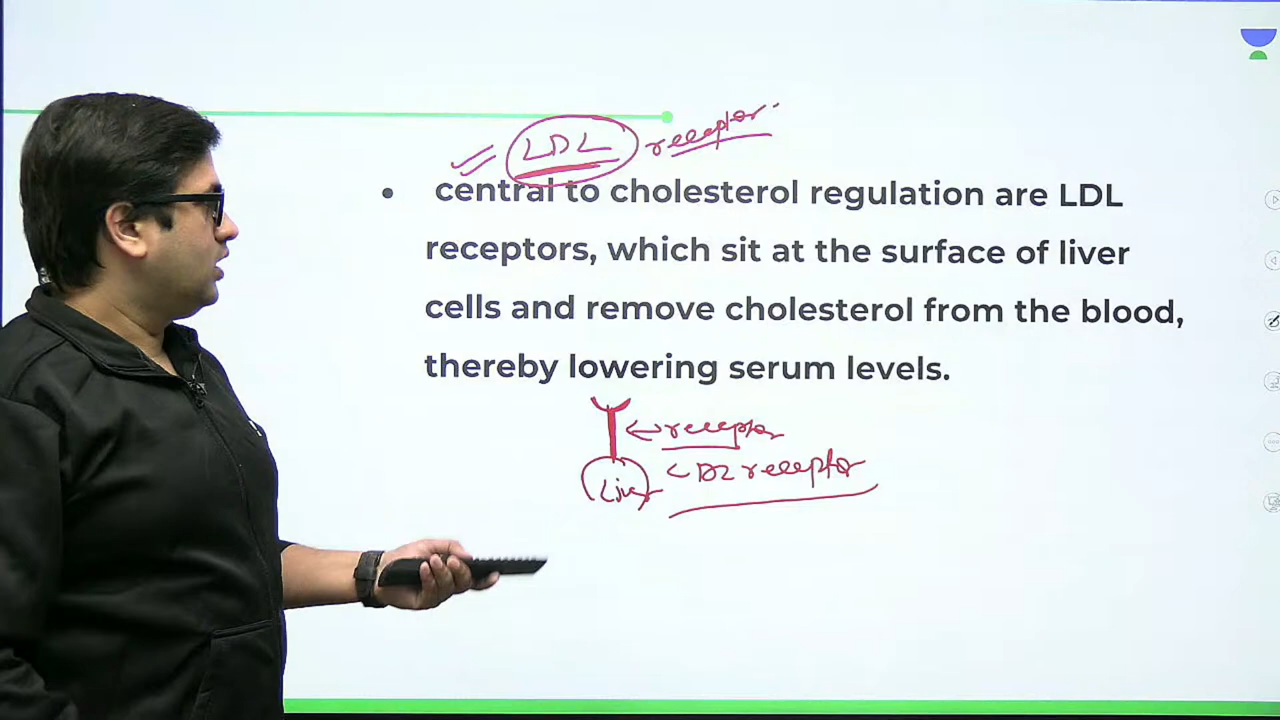 LDL receptor
• central to cholesterol regulation are LDL
receptors, which sit at the surface of liver
cells and remove cholesterol from the blood,
thereby lowering serum levels.
receptor
LDL receptor
Liver